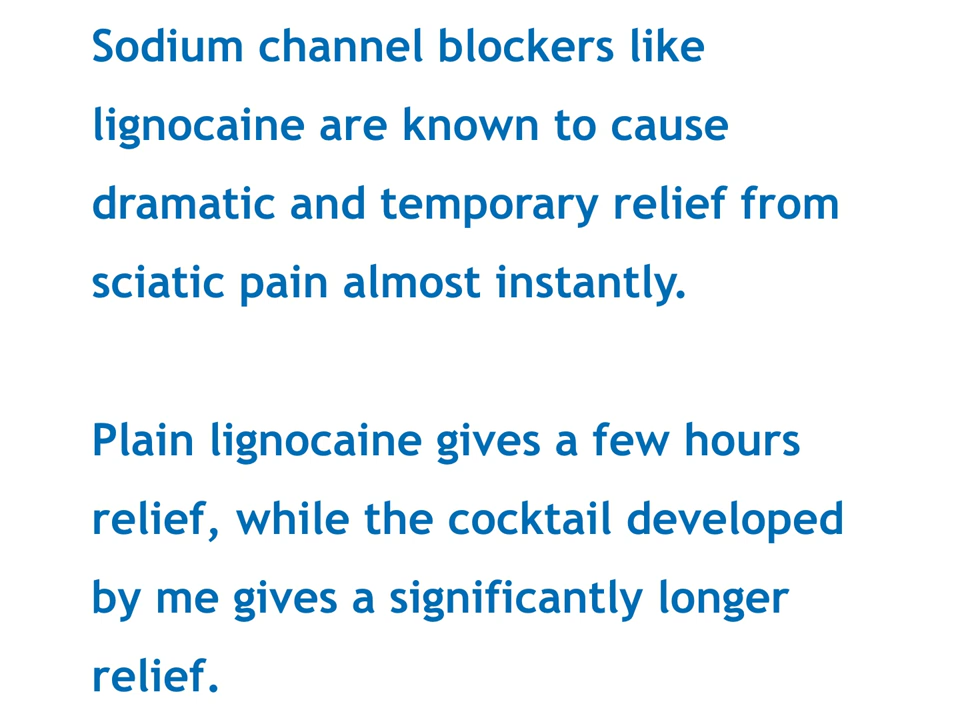 Sodium channel blockers like
lignocaine are known to cause
dramatic and temporary relief from
sciatic pain almost instantly.
Plain lignocaine gives a few hours
relief, while the cocktail developed
by me gives a significantly longer
relief.